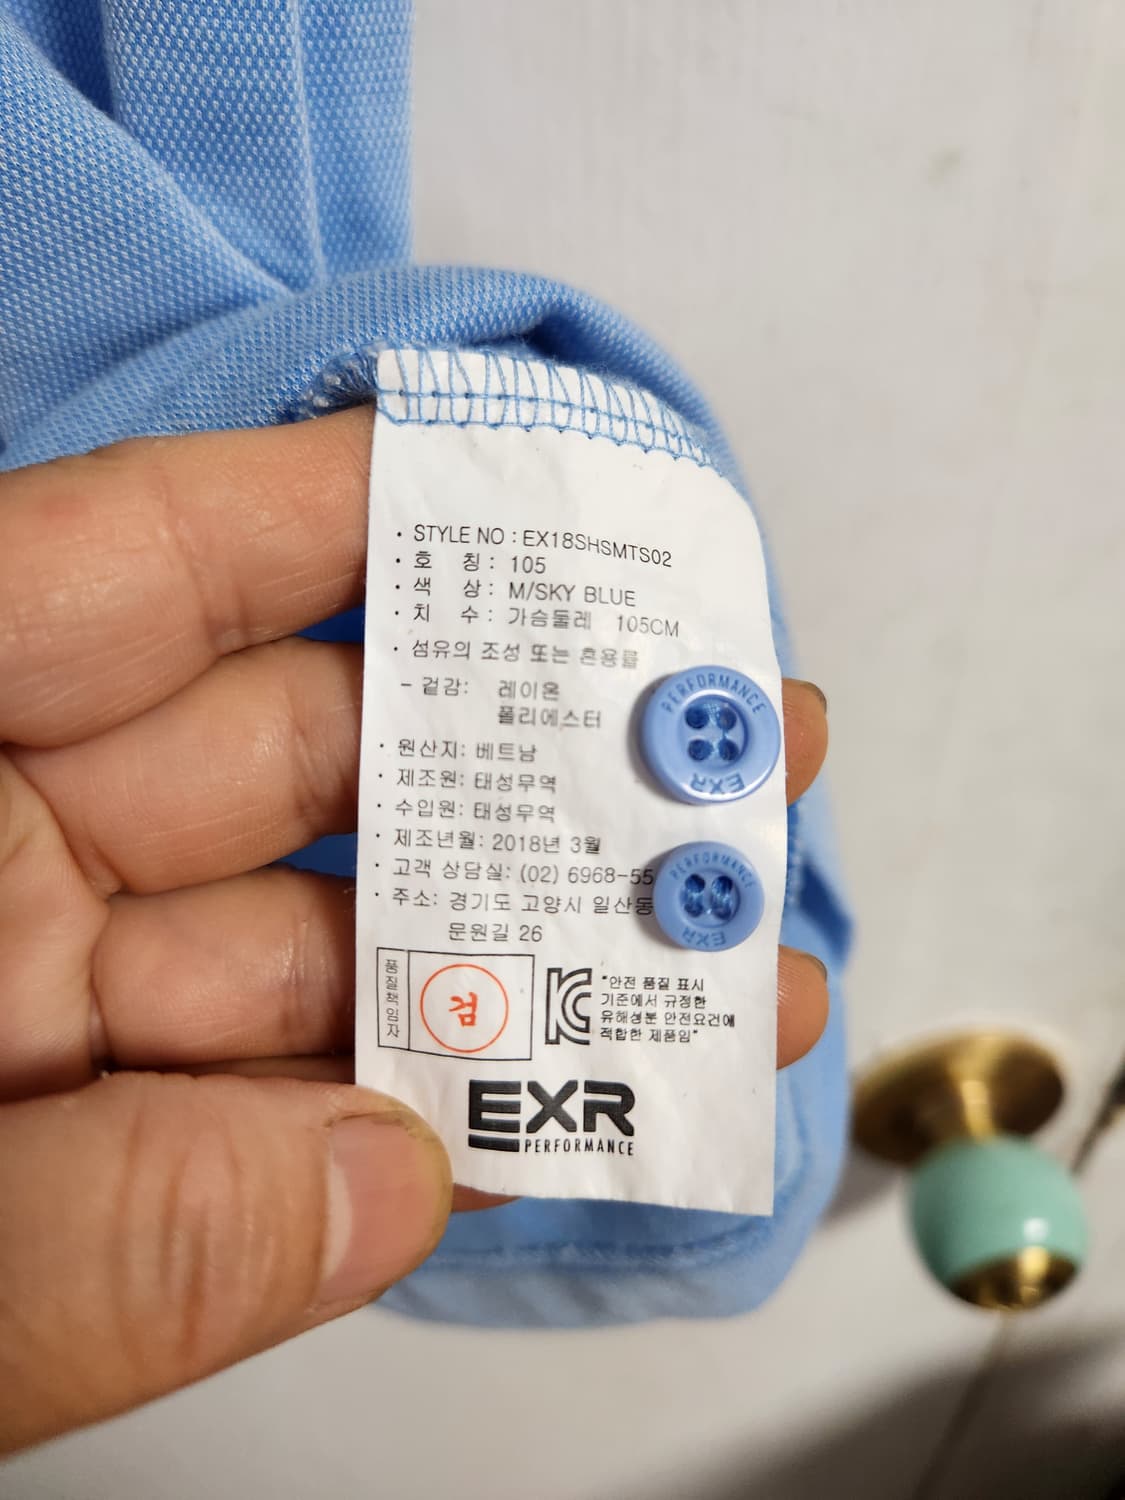 · STYLE NO : EX18SHSMTS02
· 호 칭 : 105
· 색 상 : M/SKY BLUE
· 치 수 : 가슴둘레 105CM
· 섬유의 조성 또는 혼용률
- 겉감: 레이온
폴리에스터
· 원산지: 베트남
· 제조원: 태성무역
· 수입원: 태성무역
· 제조년월: 2018년 3월
· 고객 상담실: (02) 6968-55
· 주소: 경기도 고양시 일산동
문원길 26
PERFORMANCE
EXR
PERFORMANCE
EXR
품질책임자
검
"안전 품질 표시
기준에서 규정한
유해성분 안전요건에
적합한 제품임"
EXR
PERFORMANCE